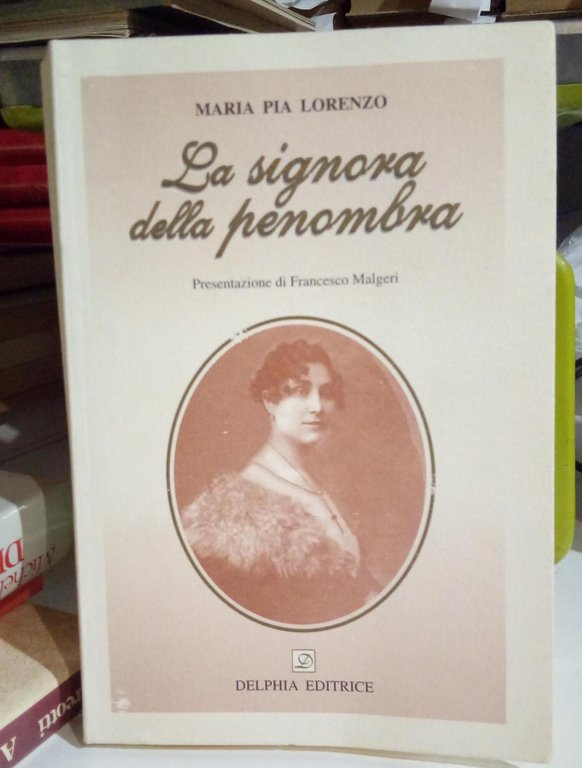 MARIA PIA LORENZO
La signora
della penombra
Presentazione di Francesco Malgeri
D
DELPHIA EDITRICE